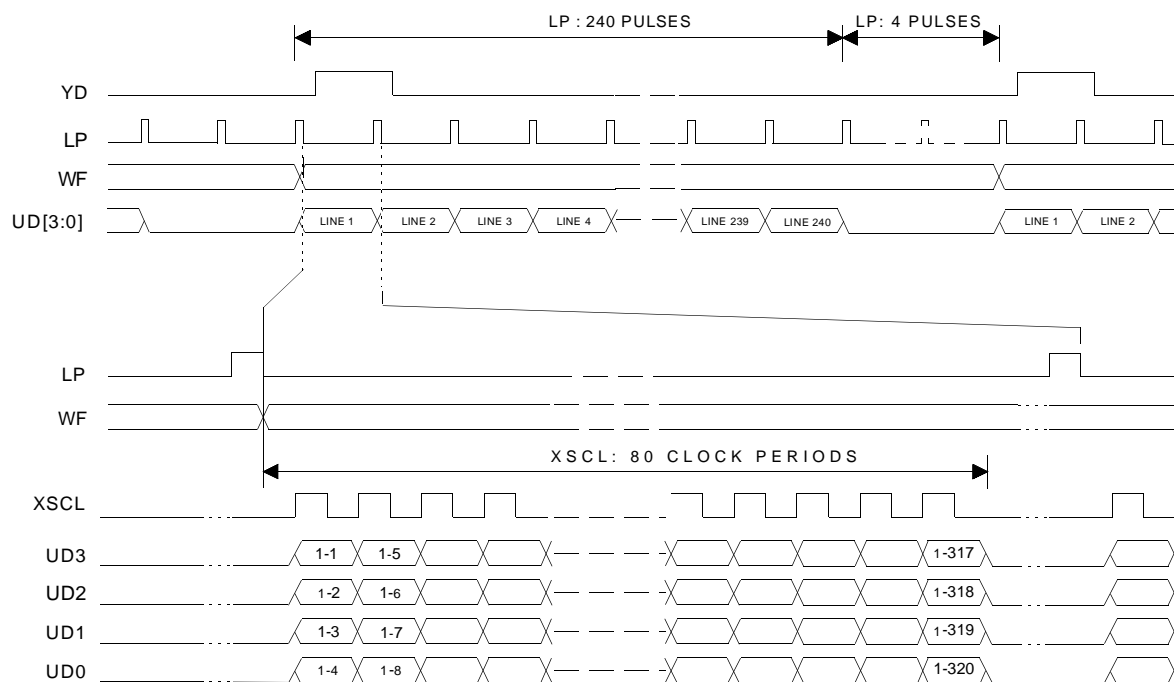 LP : 240 PULSES LP: 4 PULSES
YD
LP
WF
UD[3:0] LINE 1 LINE 2 LINE 3 LINE 4 LINE 239 LINE 240 LINE 1 LINE 2
LP
WF
XSCL: 80 CLOCK PERIODS
XSCL
UD3 1-1 1-5 1-317
UD2 1-2 1-6 1-318
UD1 1-3 1-7 1-319
UD0 1-4 1-8 1-320